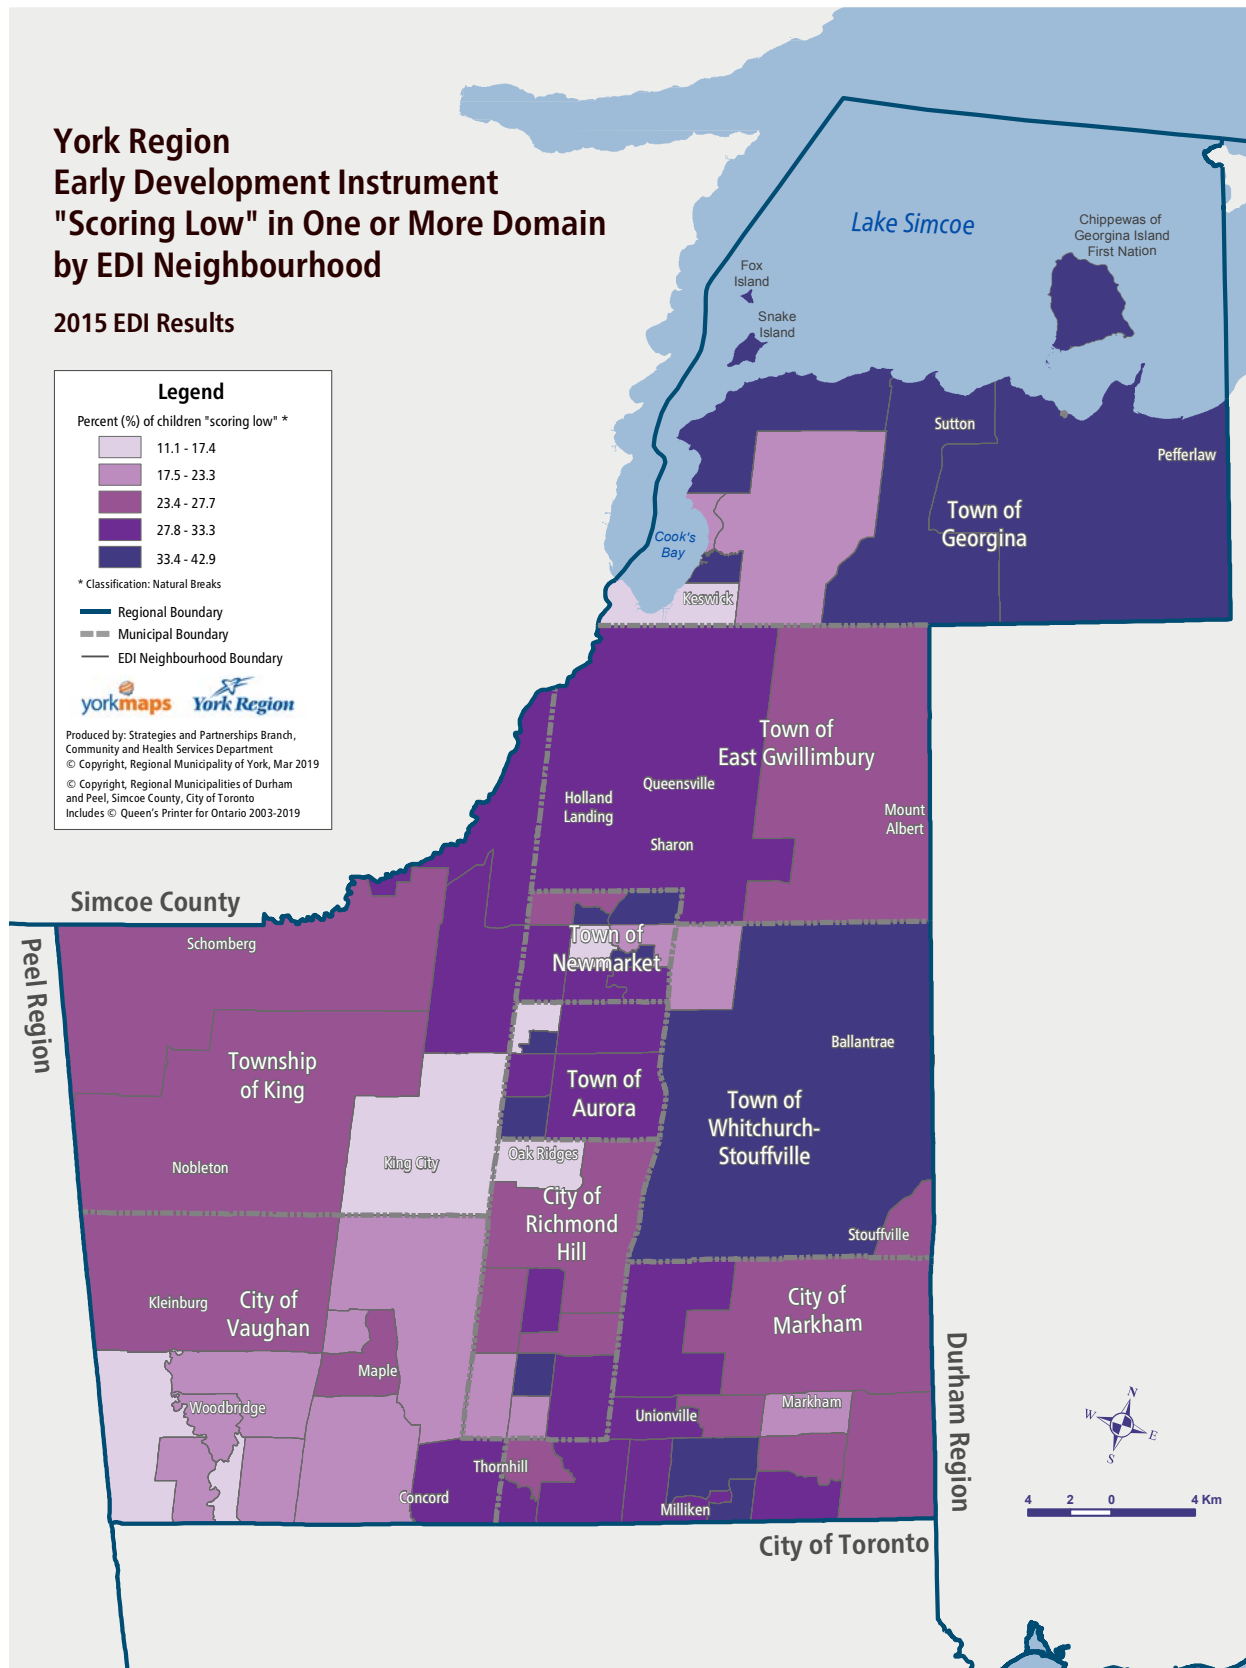 York Region
Early Development Instrument
"Scoring Low" in One or More Domain
by EDI Neighbourhood
2015 EDI Results
Legend
Percent (%) of children "scoring low" *
11.1 - 17.4
17.5 - 23.3
23.4 - 27.7
27.8 - 33.3
33.4 - 42.9
* Classification: Natural Breaks
Regional Boundary
Municipal Boundary
EDI Neighbourhood Boundary
yorkmaps
York Region
Produced by: Strategies and Partnerships Branch,
Community and Health Services Department
© Copyright, Regional Municipality of York, Mar 2019
© Copyright, Regional Municipalities of Durham
and Peel, Simcoe County, City of Toronto
Includes © Queen's Printer for Ontario 2003-2019
Lake Simcoe
Chippewas of
Georgina Island
First Nation
Fox
Island
Snake
Island
Sutton
Pefferlaw
Town of
Georgina
Cook's
Bay
Keswick
Town of
East Gwillimbury
Queensville
Holland
Landing
Mount
Albert
Sharon
Simcoe County
Peel Region
Schomberg
Town of
Newmarket
Ballantrae
Township
of King
Town of
Aurora
Town of
Whitchurch-
Stouffville
Nobleton
King City
Oak Ridges
City of
Richmond
Hill
Stouffville
Kleinburg
City of
Vaughan
City of
Markham
Maple
Woodbridge
Unionville
Markham
Durham Region
Thornhill
Concord
Milliken
City of Toronto
N
W
E
S
4 2 0 4 Km